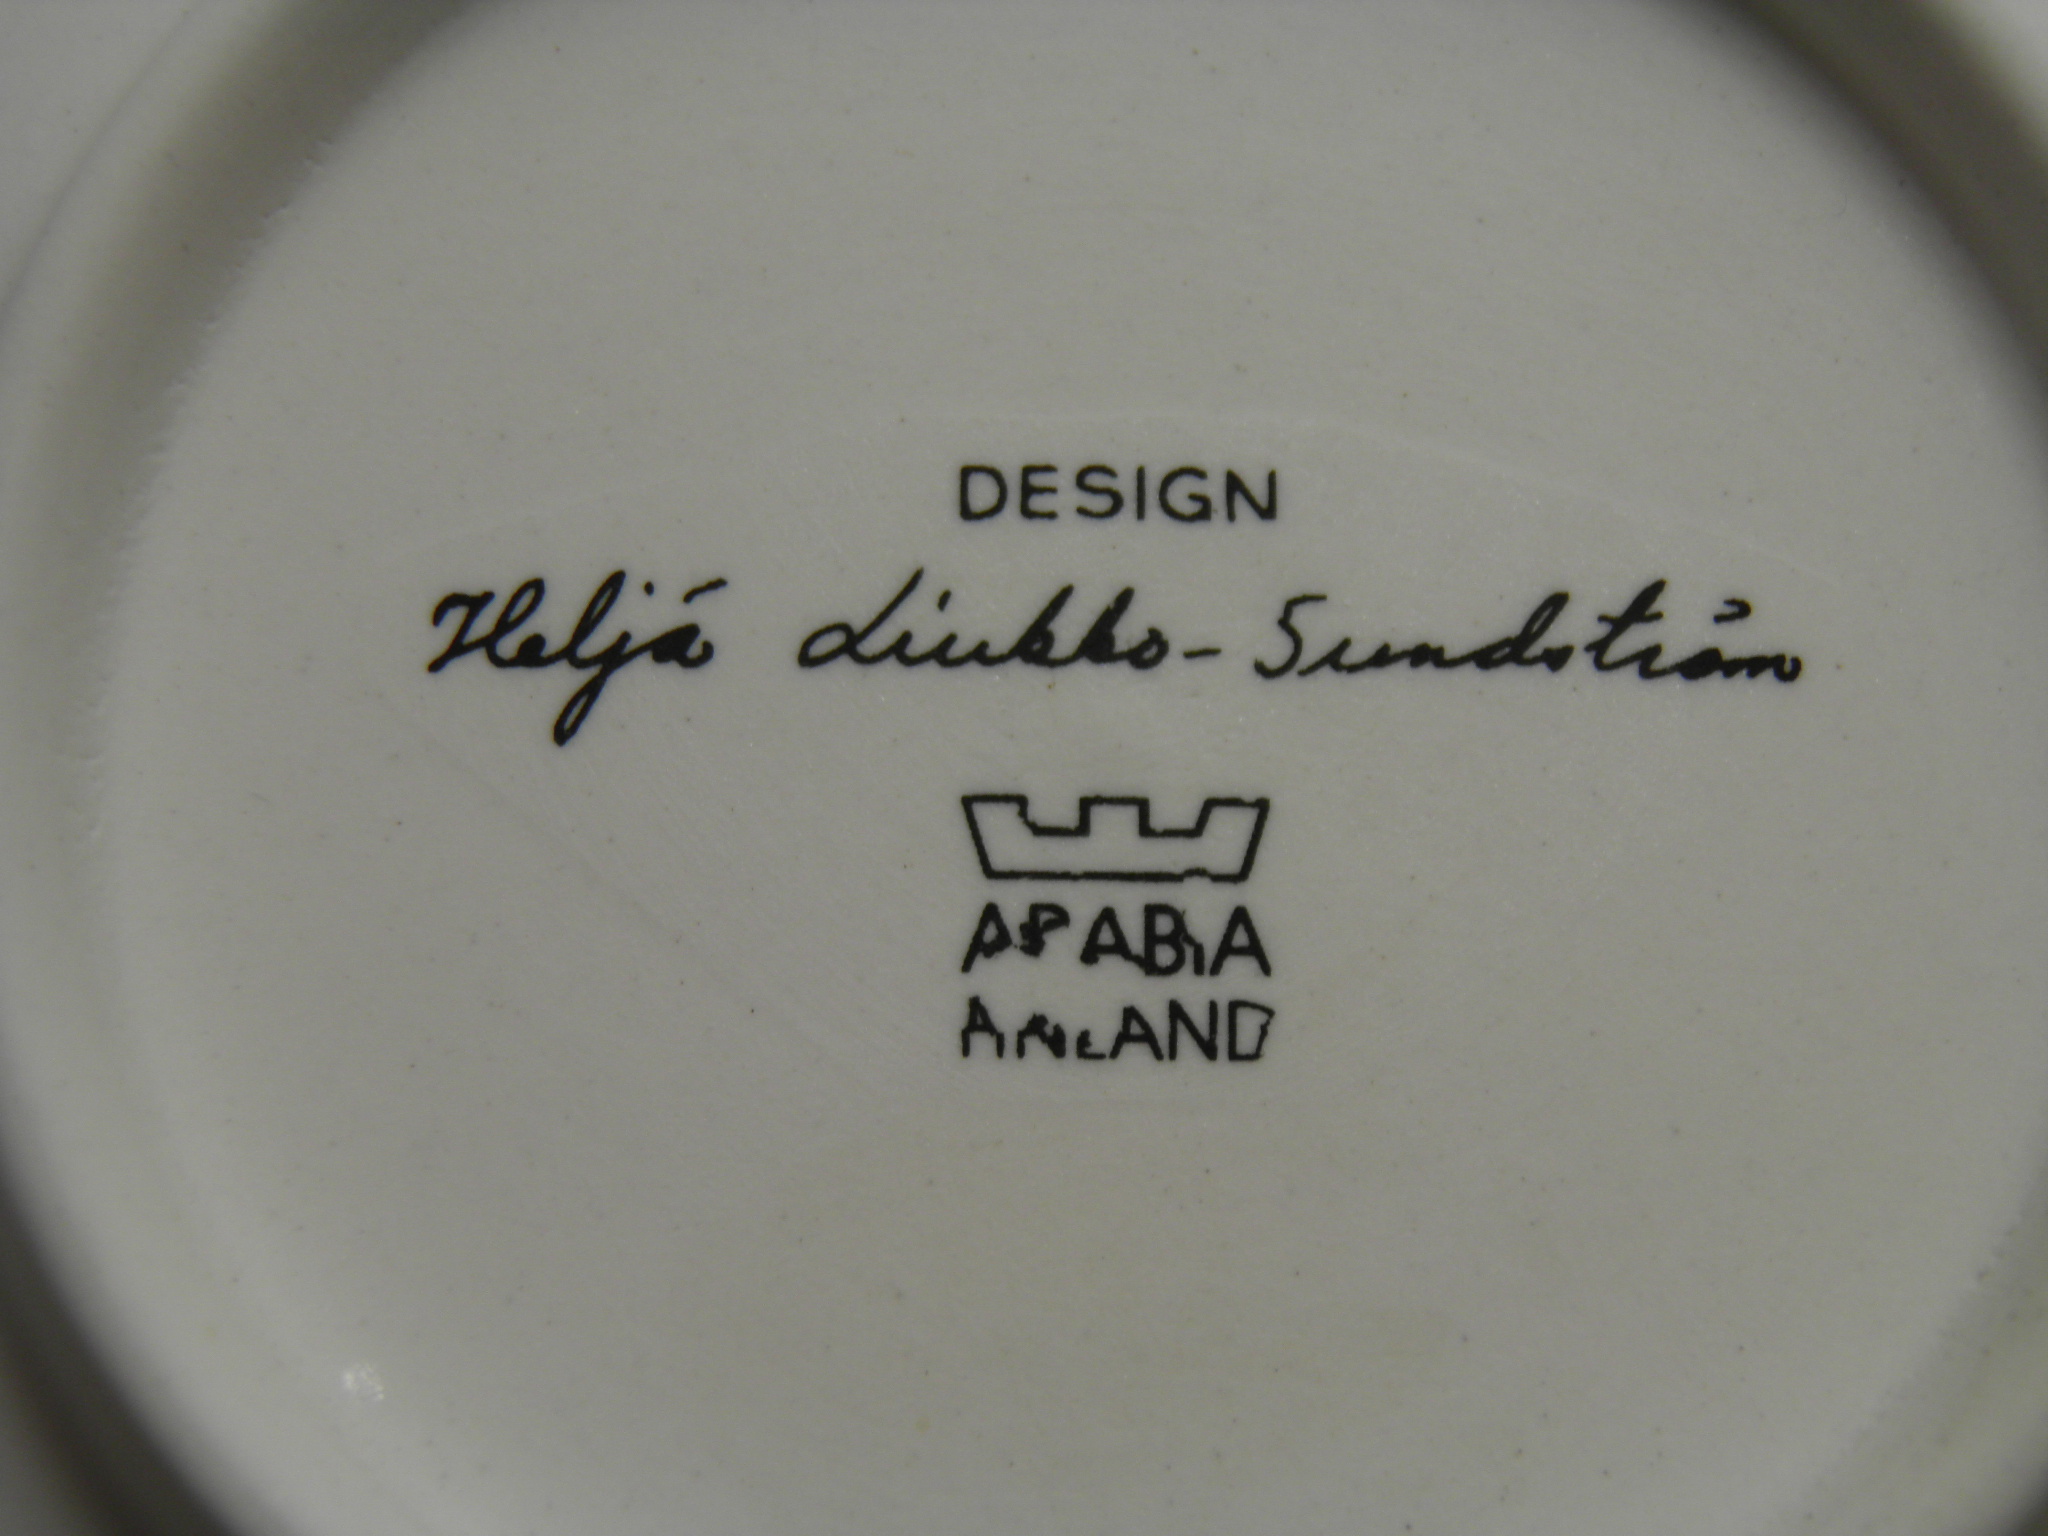 DESIGN
Heljä Liukko-Sundström
ARABIA
FINLAND